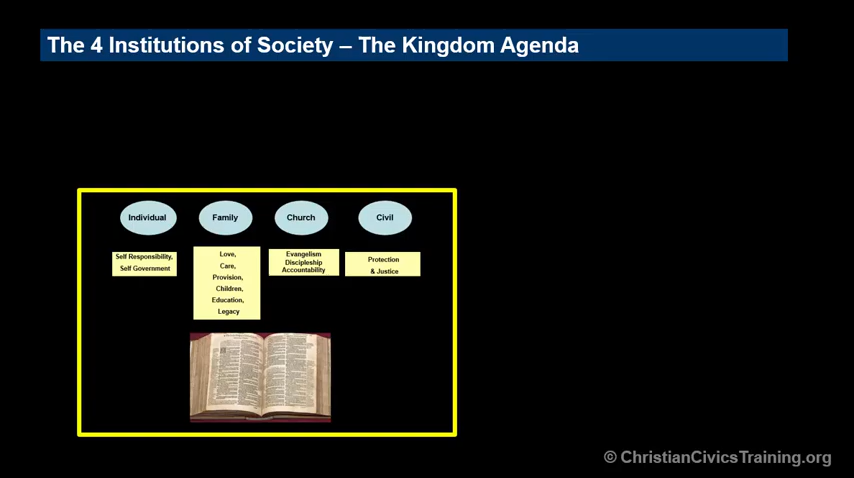 The 4 Institutions of Society – The Kingdom Agenda
Individual
Family
Church
Civil
Self Responsibility,
Self Government
Love,
Care,
Provision,
Children,
Education,
Legacy
Evangelism
Discipleship
Accountability
Protection
& Justice
© ChristianCivicsTraining.org